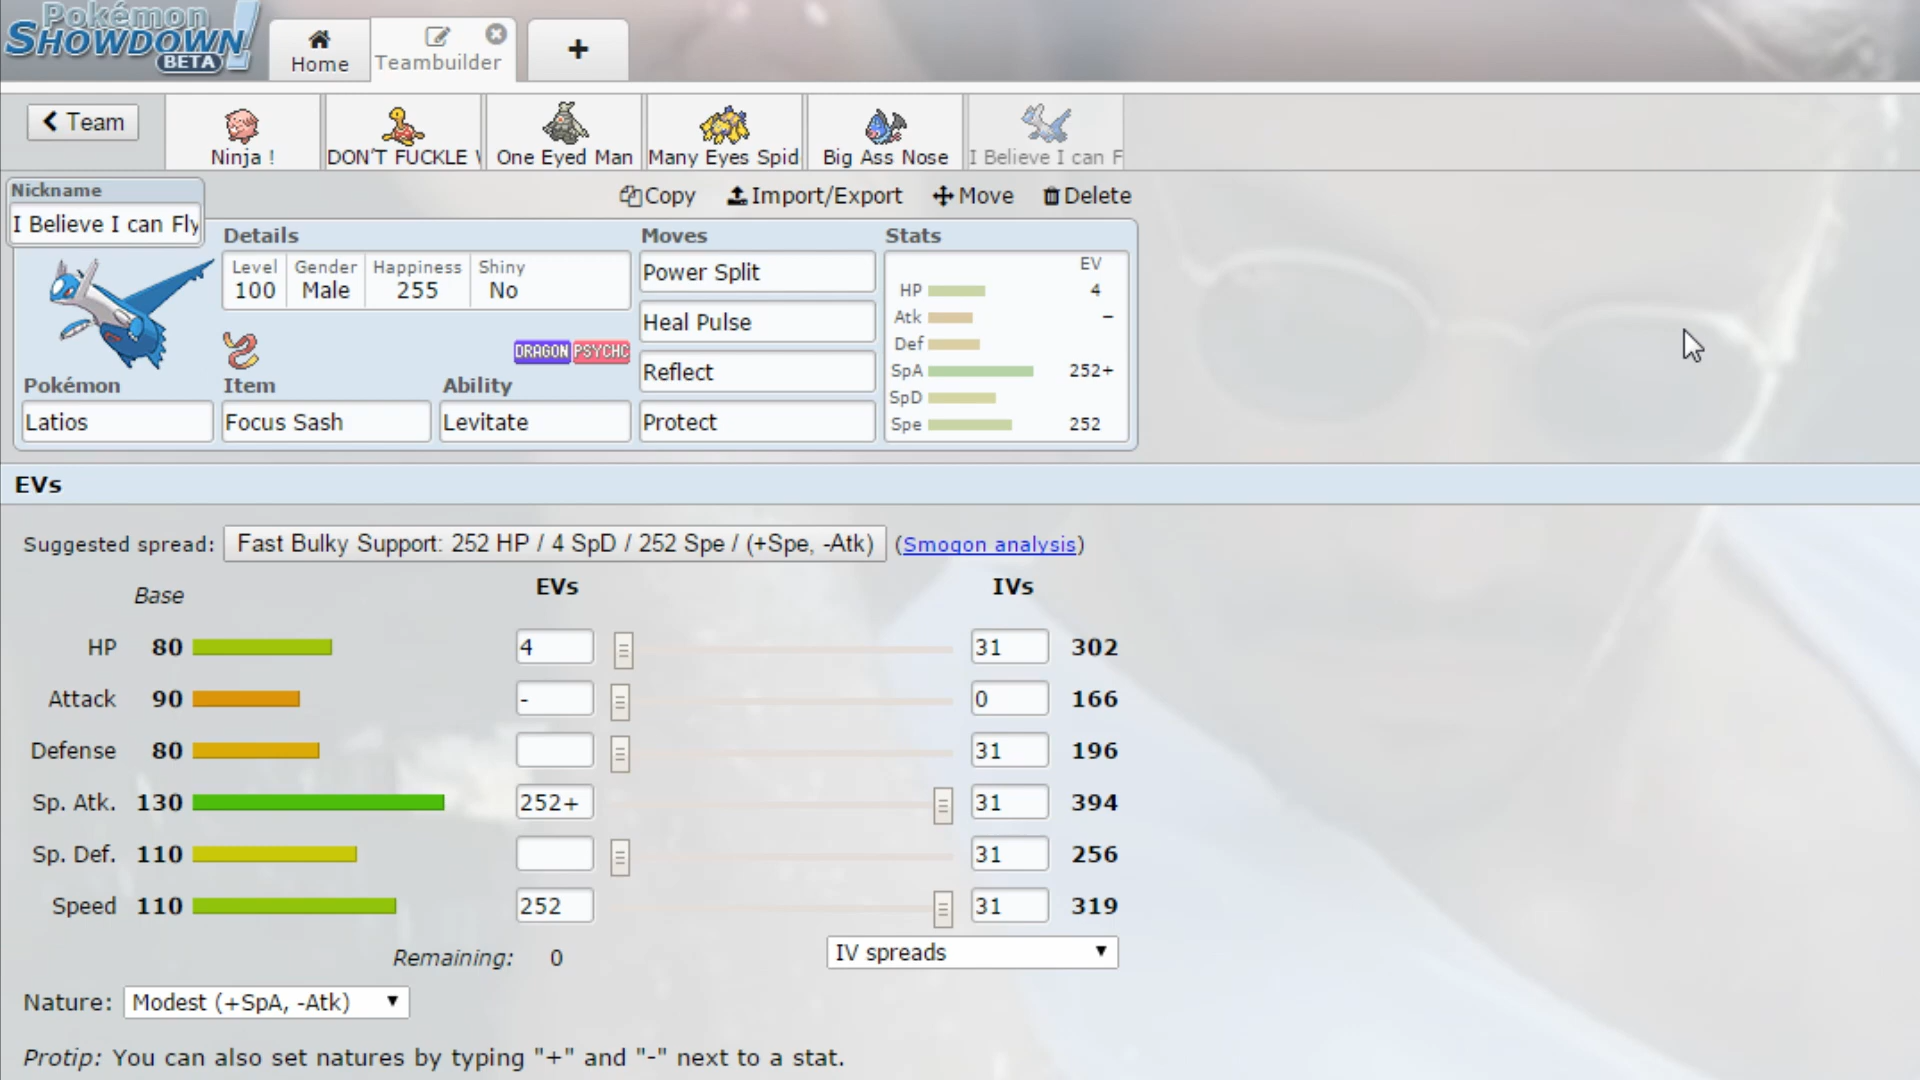 Pokémon
SHOWDOWN!
BETA
Home
Teambuilder
+
Team
Ninja !
DON'T FUCKLE
One Eyed Man
Many Eyes Spid
Big Ass Nose
I Believe I can F
Nickname
I Believe I can Fly
Copy
Import/Export
Move
Delete
Details
Level
Gender
Happiness
Shiny
100
Male
255
No
DRAGON
PSYCHC
Pokémon
Item
Ability
Latios
Focus Sash
Levitate
Moves
Power Split
Heal Pulse
Reflect
Protect
Stats
EV
HP 4
Atk −
Def
SpA 252+
SpD
Spe 252
EVs
Suggested spread: Fast Bulky Support: 252 HP / 4 SpD / 252 Spe / (+Spe, -Atk) (Smogon analysis)
Base EVs IVs
HP 80 4 31 302
Attack 90 - 0 166
Defense 80 31 196
Sp. Atk. 130 252+ 31 394
Sp. Def. 110 31 256
Speed 110 252 31 319
Remaining: 0
IV spreads
Nature: Modest (+SpA, -Atk)
Protip: You can also set natures by typing "+" and "-" next to a stat.